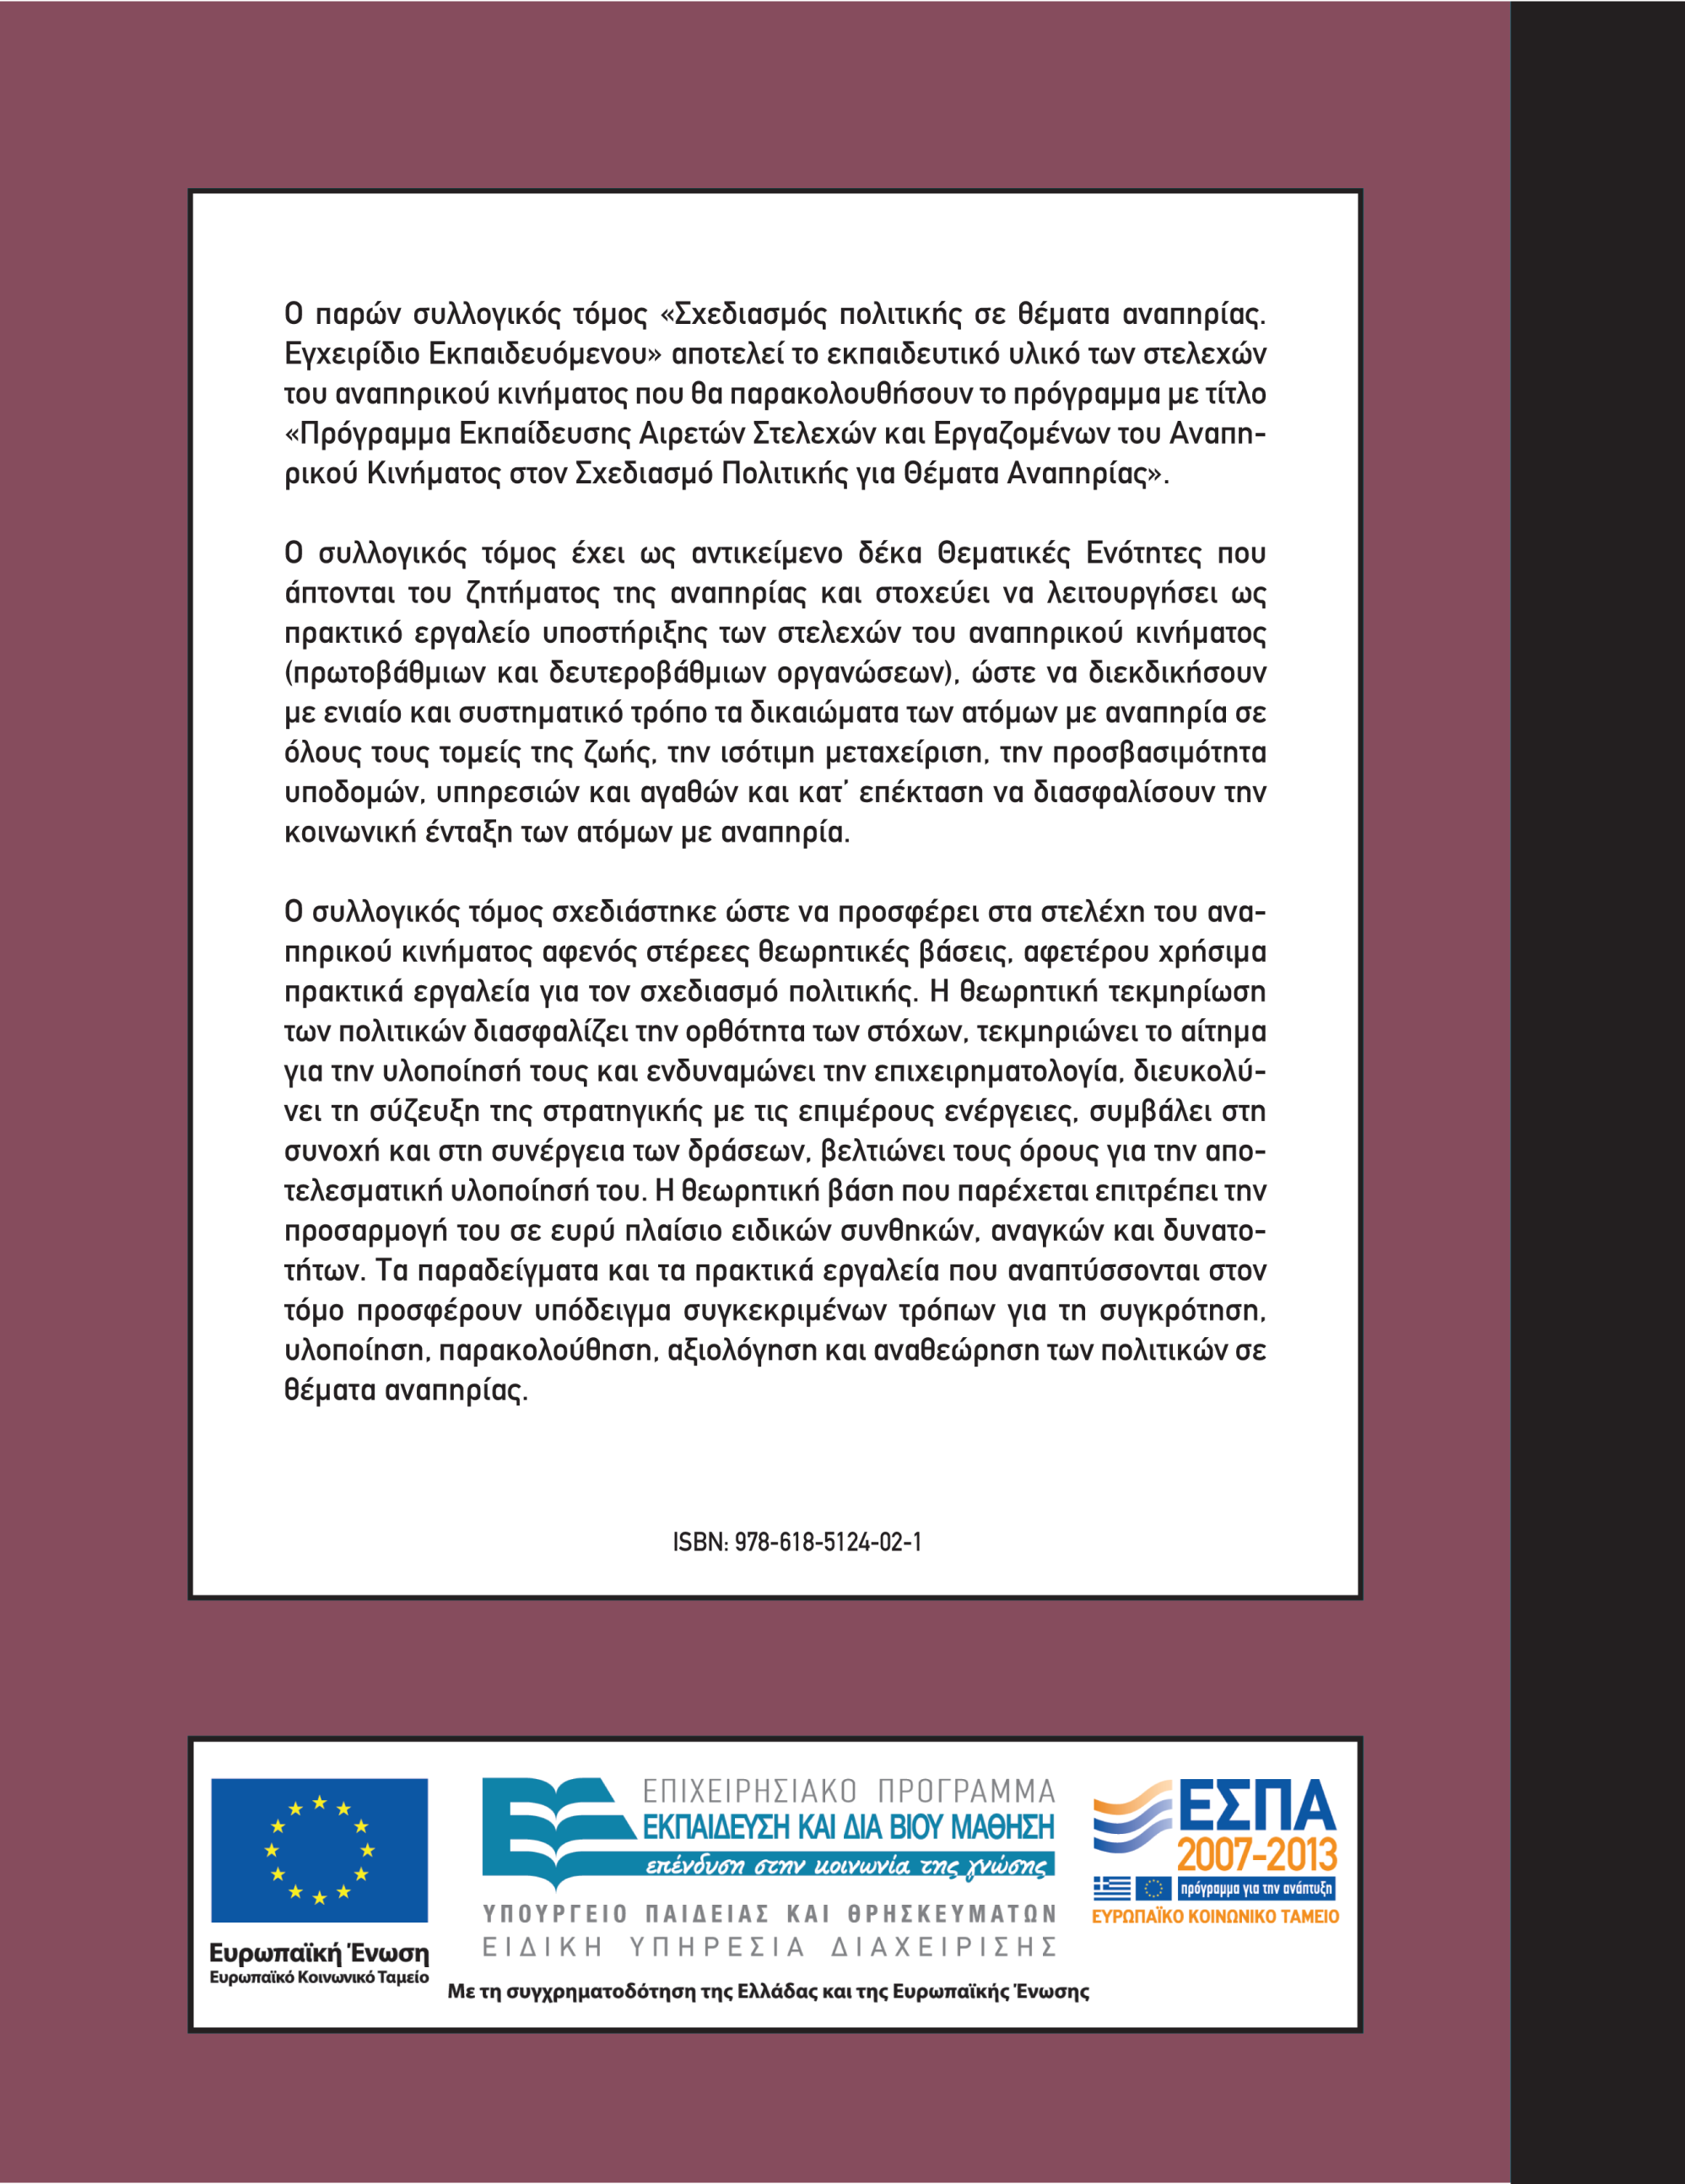 Ο παρών συλλογικός τόμος «Σχεδιασμός πολιτικής σε θέματα αναπηρίας.
Εγχειρίδιο Εκπαιδευόμενου» αποτελεί το εκπαιδευτικό υλικό των στελεχών
του αναπηρικού κινήματος που θα παρακολουθήσουν το πρόγραμμα με τίτλο
«Πρόγραμμα Εκπαίδευσης Αιρετών Στελεχών και Εργαζομένων του Αναπη-
ρικού Κινήματος στον Σχεδιασμό Πολιτικής για Θέματα Αναπηρίας».
Ο συλλογικός τόμος έχει ως αντικείμενο δέκα Θεματικές Ενότητες που
άπτονται του ζητήματος της αναπηρίας και στοχεύει να λειτουργήσει ως
πρακτικό εργαλείο υποστήριξης των στελεχών του αναπηρικού κινήματος
(πρωτοβάθμιων και δευτεροβάθμιων οργανώσεων), ώστε να διεκδικήσουν
με ενιαίο και συστηματικό τρόπο τα δικαιώματα των ατόμων με αναπηρία σε
όλους τους τομείς της ζωής, την ισότιμη μεταχείριση, την προσβασιμότητα
υποδομών, υπηρεσιών και αγαθών και κατ' επέκταση να διασφαλίσουν την
κοινωνική ένταξη των ατόμων με αναπηρία.
Ο συλλογικός τόμος σχεδιάστηκε ώστε να προσφέρει στα στελέχη του ανα-
πηρικού κινήματος αφενός στέρεες θεωρητικές βάσεις, αφετέρου χρήσιμα
πρακτικά εργαλεία για τον σχεδιασμό πολιτικής. Η θεωρητική τεκμηρίωση
των πολιτικών διασφαλίζει την ορθότητα των στόχων, τεκμηριώνει το αίτημα
για την υλοποίησή τους και ενδυναμώνει την επιχειρηματολογία, διευκολύ-
νει τη σύζευξη της στρατηγικής με τις επιμέρους ενέργειες, συμβάλει στη
συνοχή και στη συνέργεια των δράσεων, βελτιώνει τους όρους για την απο-
τελεσματική υλοποίησή του. Η θεωρητική βάση που παρέχεται επιτρέπει την
προσαρμογή του σε ευρύ πλαίσιο ειδικών συνθηκών, αναγκών και δυνατο-
τήτων. Τα παραδείγματα και τα πρακτικά εργαλεία που αναπτύσσονται στον
τόμο προσφέρουν υπόδειγμα συγκεκριμένων τρόπων για τη συγκρότηση,
υλοποίηση, παρακολούθηση, αξιολόγηση και αναθεώρηση των πολιτικών σε
θέματα αναπηρίας.
ISBN: 978-618-5124-02-1
Ευρωπαϊκή Ένωση
Ευρωπαϊκό Κοινωνικό Ταμείο
ΕΠΙΧΕΙΡΗΣΙΑΚΟ ΠΡΟΓΡΑΜΜΑ
ΕΚΠΑΙΔΕΥΣΗ ΚΑΙ ΔΙΑ ΒΙΟΥ ΜΑΘΗΣΗ
επένδυση στην κοινωνία της γνώσης
ΥΠΟΥΡΓΕΙΟ ΠΑΙΔΕΙΑΣ ΚΑΙ ΘΡΗΣΚΕΥΜΑΤΩΝ
ΕΙΔΙΚΗ ΥΠΗΡΕΣΙΑ ΔΙΑΧΕΙΡΙΣΗΣ
Με τη συγχρηματοδότηση της Ελλάδας και της Ευρωπαϊκής Ένωσης
ΕΣΠΑ
2007-2013
πρόγραμμα για την ανάπτυξη
ΕΥΡΩΠΑΪΚΟ ΚΟΙΝΩΝΙΚΟ ΤΑΜΕΙΟ